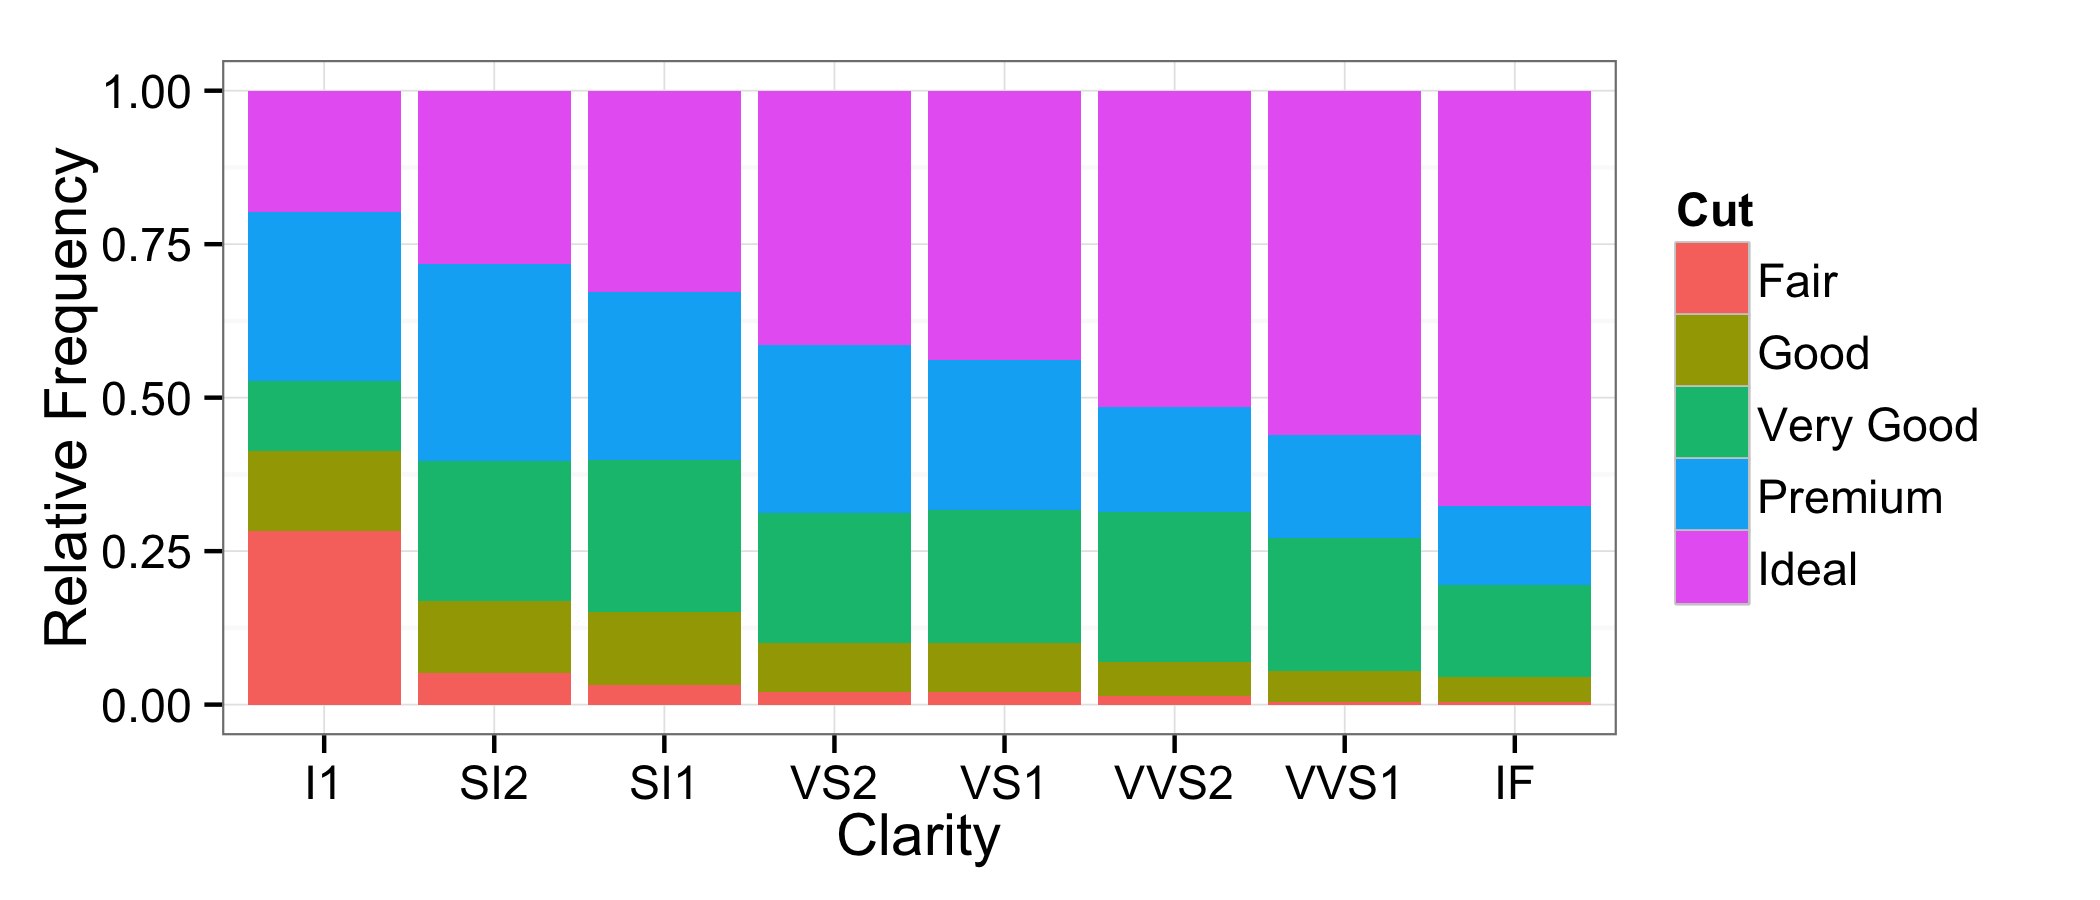 1.00
0.75
0.50
0.25
0.00
Relative Frequency
I1 SI2 SI1 VS2 VS1 VVS2 VVS1 IF
Clarity
Cut
Fair
Good
Very Good
Premium
Ideal